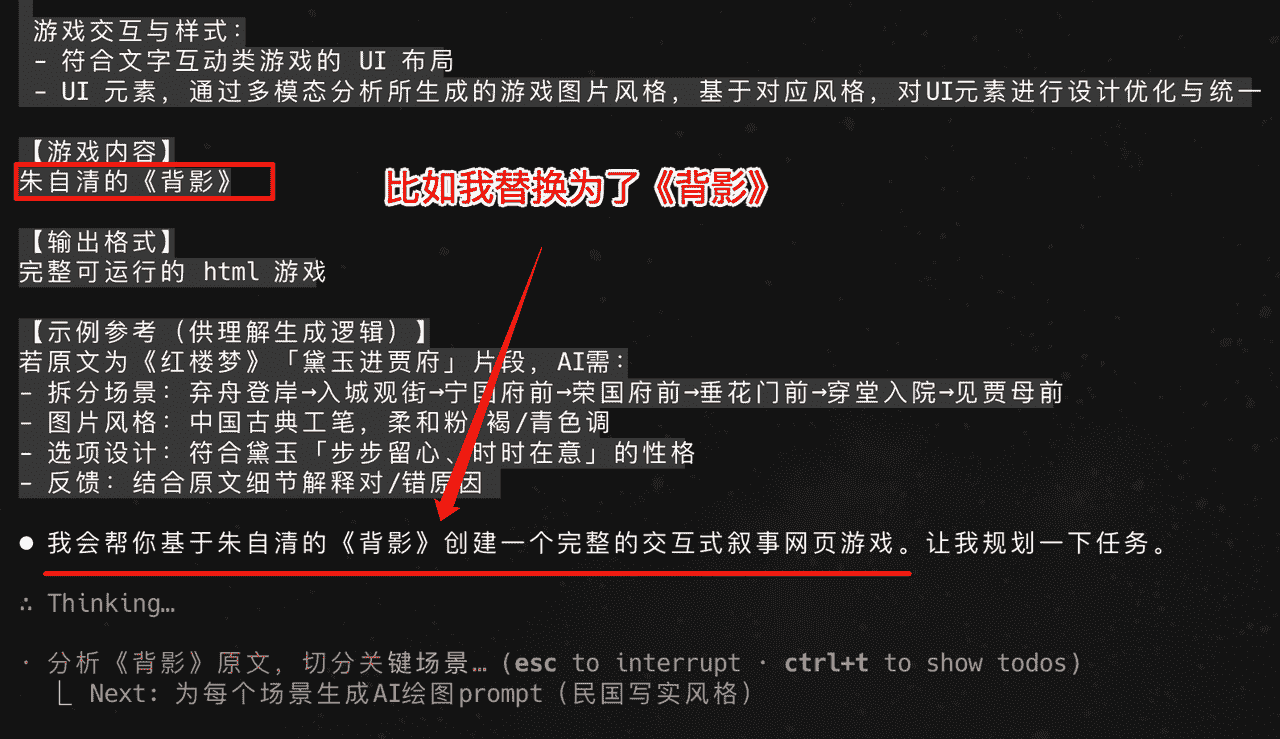 游戏交互与样式：
- 符合文字互动类游戏的 UI 布局
- UI 元素，通过多模态分析所生成的游戏图片风格，基于对应风格，对UI元素进行设计优化与统一
【游戏内容】
朱自清的《背影》
比如我替换为了《背影》
【输出格式】
完整可运行的 html 游戏
【示例参考（供理解生成逻辑）】
若原文为《红楼梦》「黛玉进贾府」片段，AI需：
- 拆分场景：弃舟登岸→入城观街→宁国府前→荣国府前→垂花门前→穿堂入院→见贾母前
- 图片风格：中国古典工笔，柔和粉 褐/青色调
- 选项设计：符合黛玉「步步留心、时时在意」的性格
- 反馈：结合原文细节解释对/错原因
● 我会帮你基于朱自清的《背影》创建一个完整的交互式叙事网页游戏。让我规划一下任务。
∴ Thinking…
· 分析《背影》原文，切分关键场景… (esc to interrupt · ctrl+t to show todos)
⎿ Next: 为每个场景生成AI绘图prompt（民国写实风格）